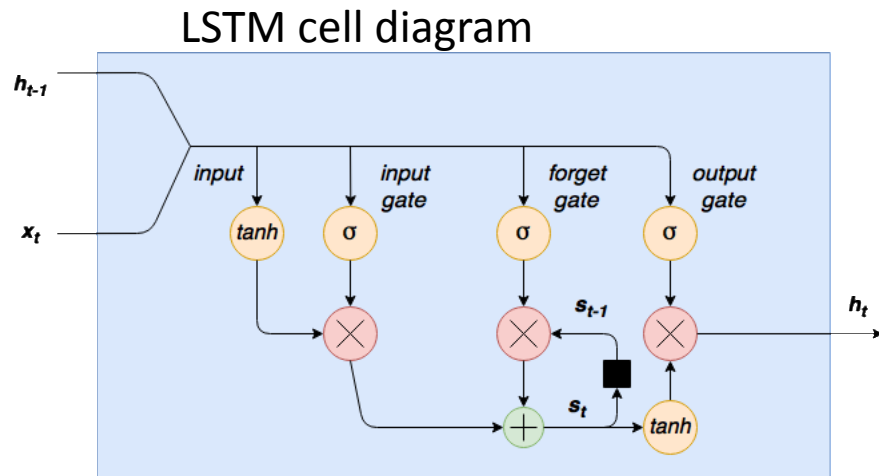 LSTM cell diagram
h_{t-1}
input
input
gate
forget
gate
output
gate
x_t
tanh
σ
σ
σ
s_{t-1}
h_t
s_t
tanh